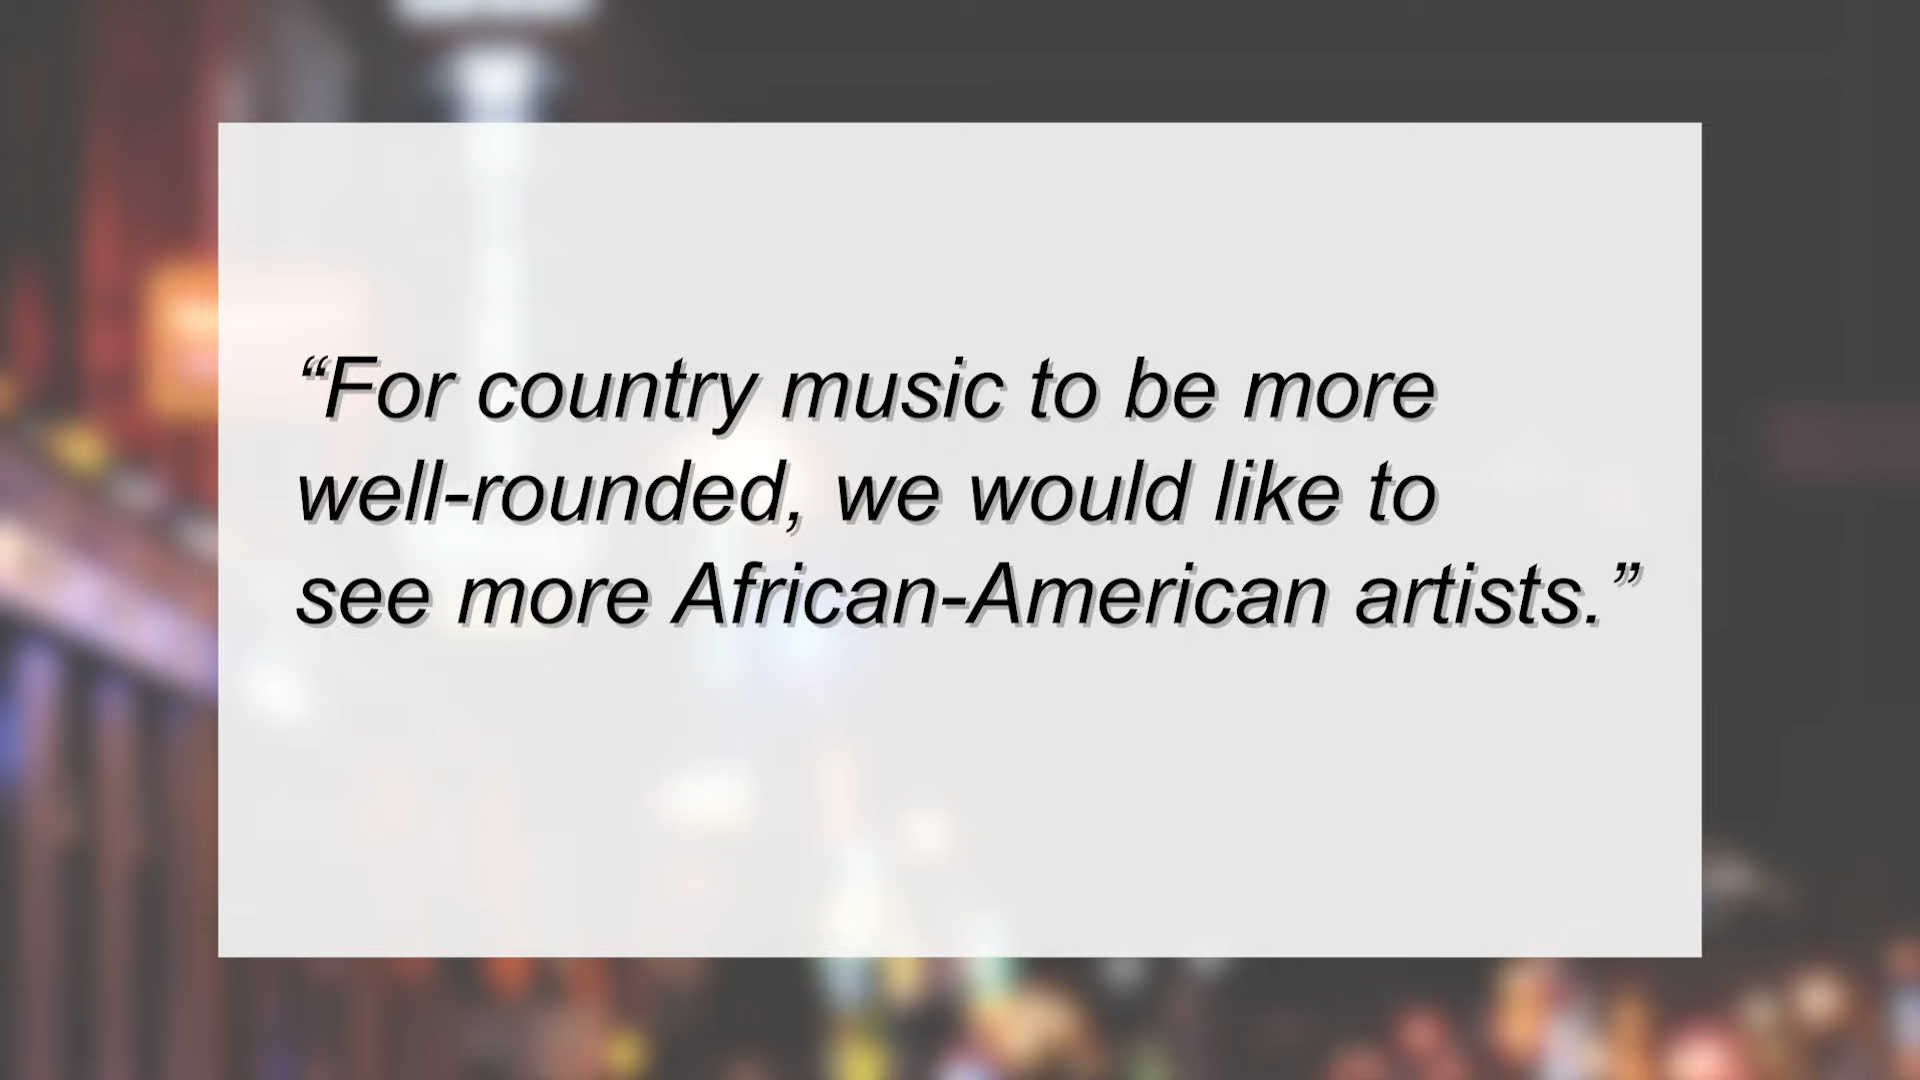 “For country music to be more
well-rounded, we would like to
see more African-American artists.”